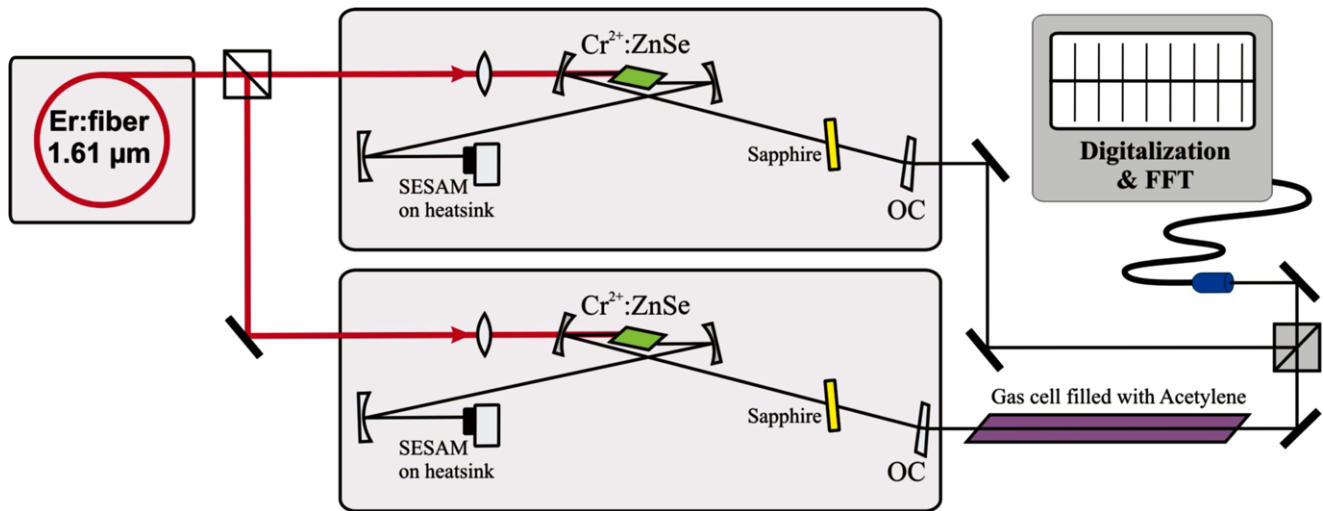 Er:fiber
1.61 µm
Cr²⁺:ZnSe
SESAM
on heatsink
Sapphire
OC
Digitalization
& FFT
Cr²⁺:ZnSe
SESAM
on heatsink
Sapphire
OC
Gas cell filled with Acetylene